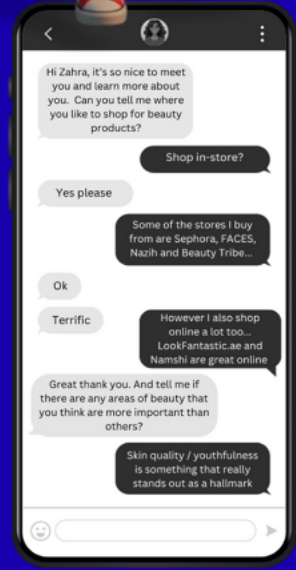 Hi Zahra, it's so nice to meet
you and learn more about
you. Can you tell me where
you like to shop for beauty
products?
Shop in-store?
Yes please
Some of the stores I buy
from are Sephora, FACES,
Nazih and Beauty Tribe...
Ok
Terrific
However I also shop
online a lot too...
LookFantastic.ae and
Namshi are great online
Great thank you. And tell me if
there are any areas of beauty that
you think are more important than
others?
Skin quality / youthfulness
is something that really
stands out as a hallmark